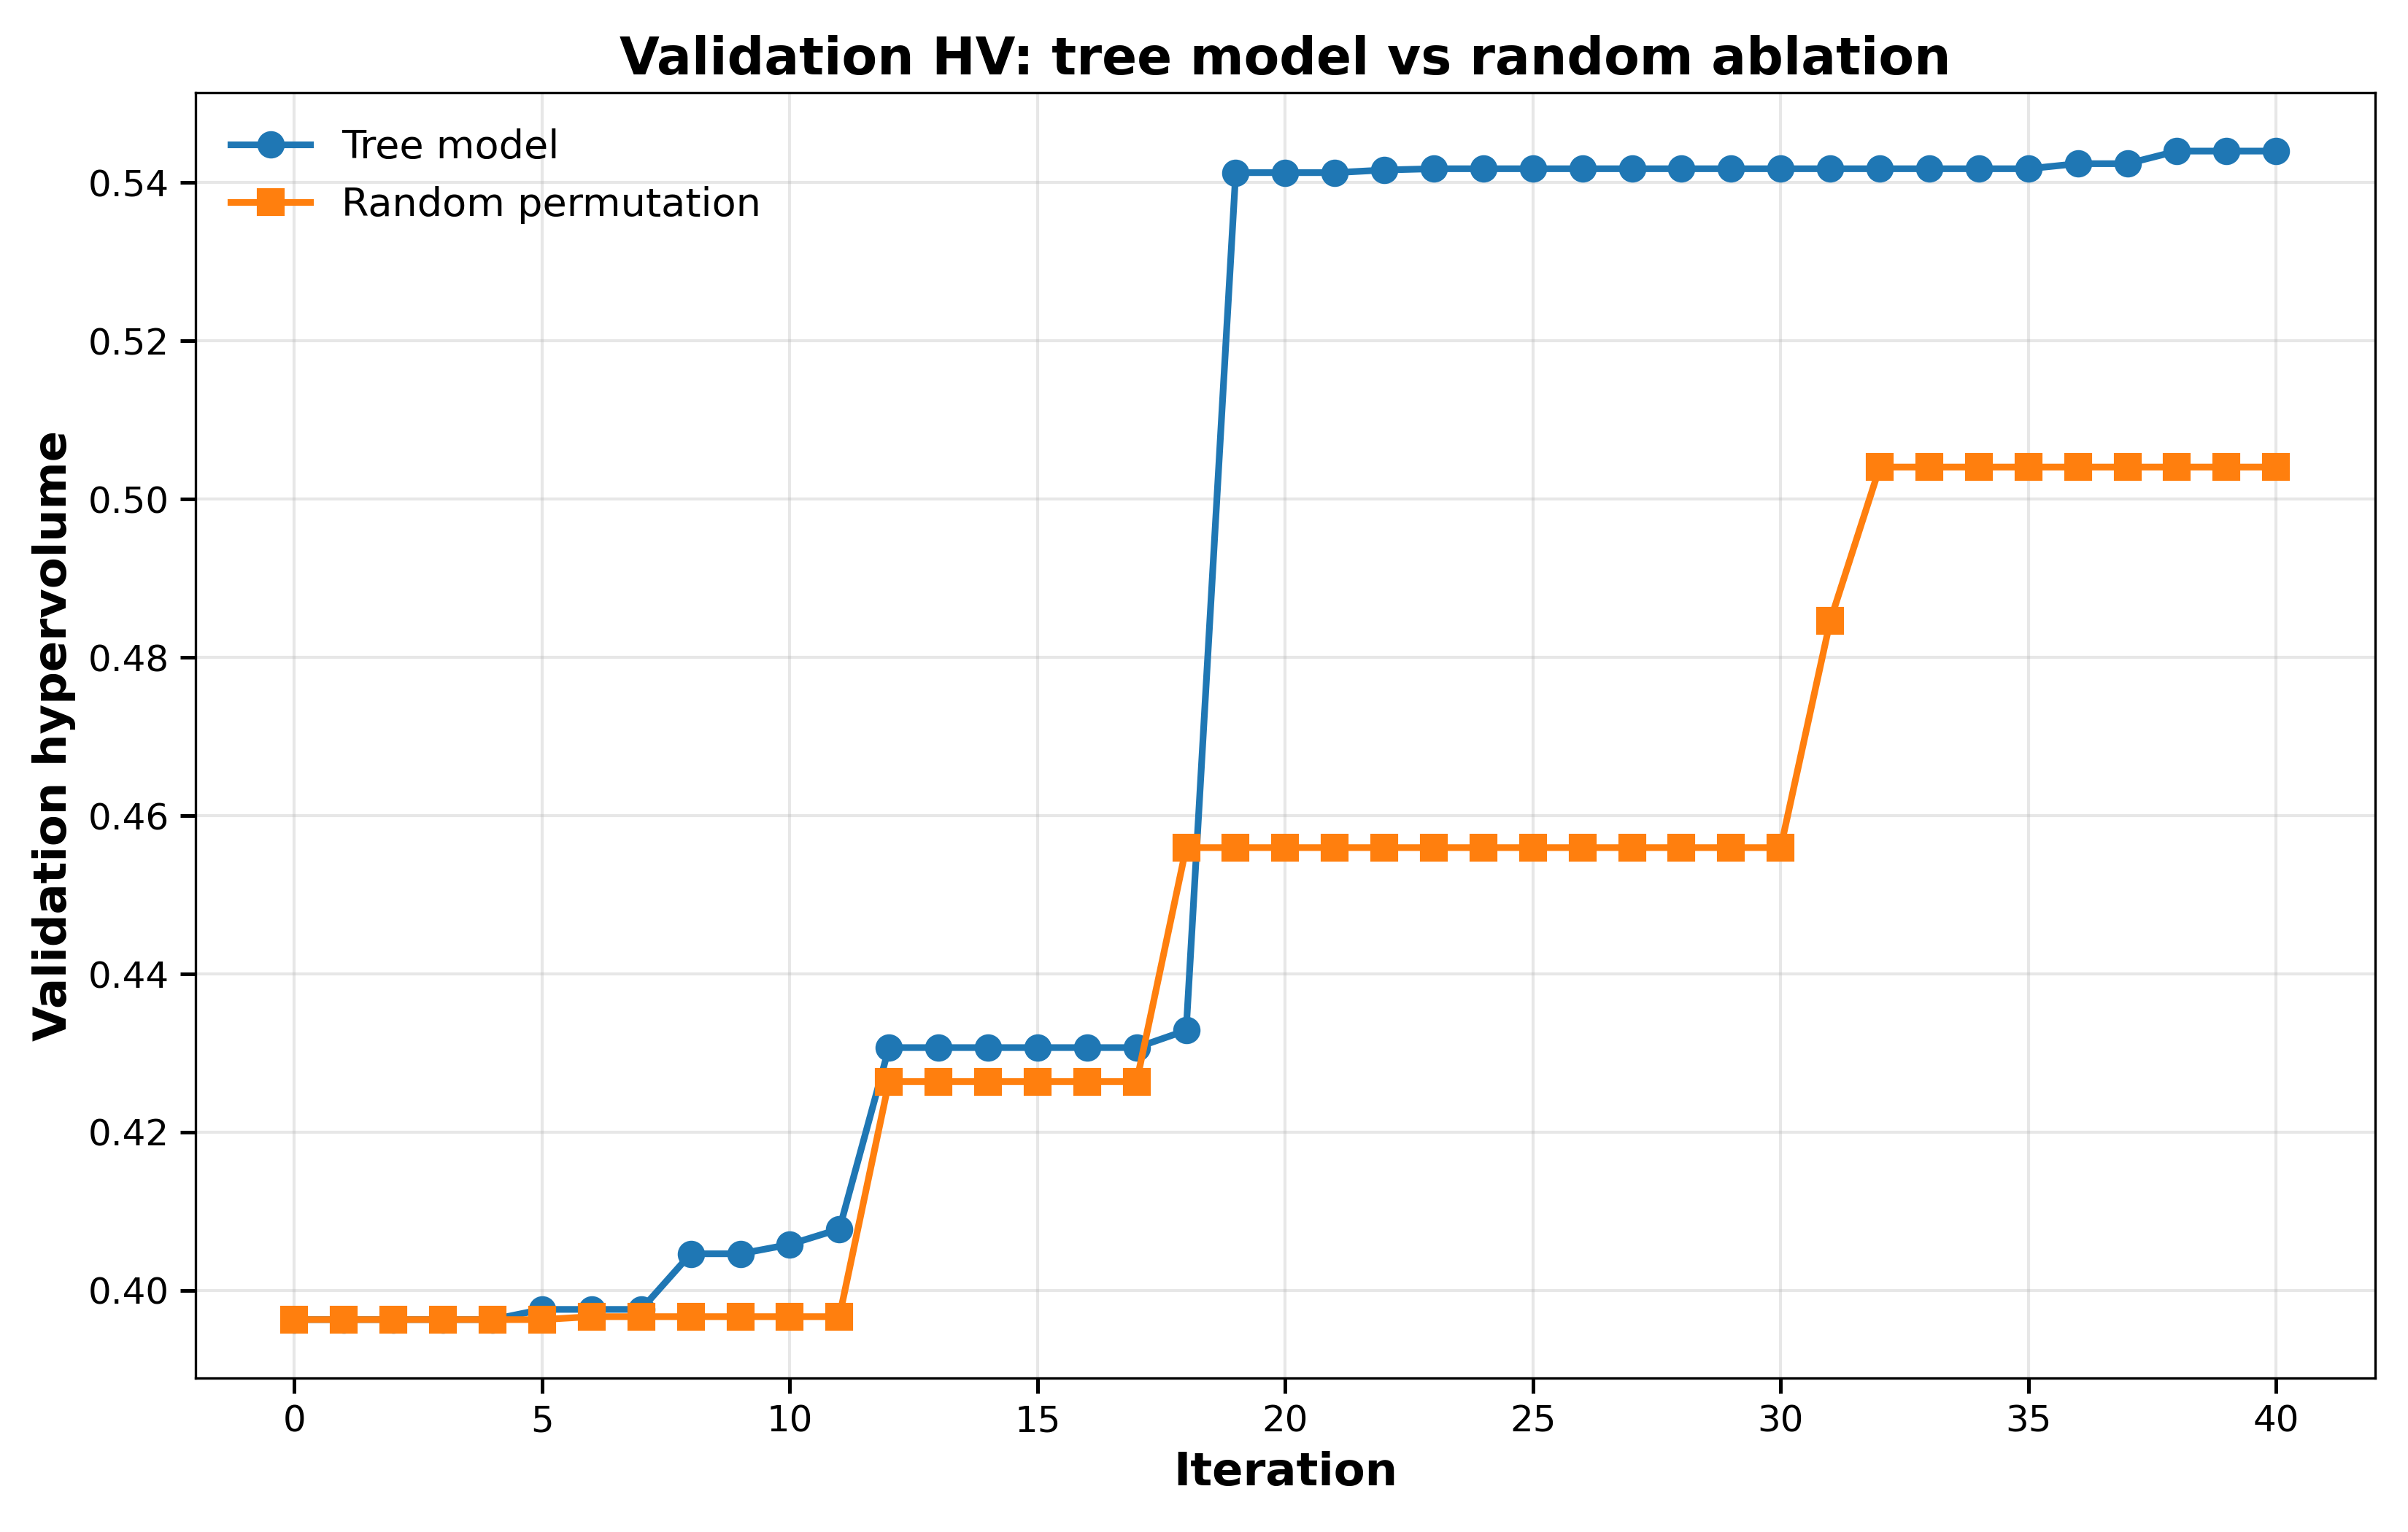 Validation HV: tree model vs random ablation
Tree model
Random permutation
Validation hypervolume
0.54
0.52
0.50
0.48
0.46
0.44
0.42
0.40
0 5 10 15 20 25 30 35 40
Iteration